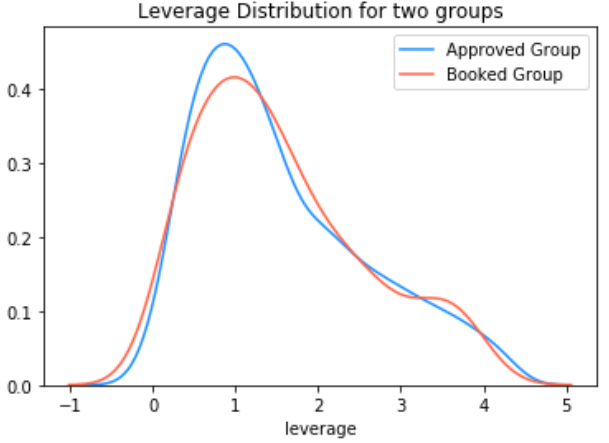 Leverage Distribution for two groups
Approved Group
Booked Group
0.4
0.3
0.2
0.1
0.0
−1 0 1 2 3 4 5
leverage